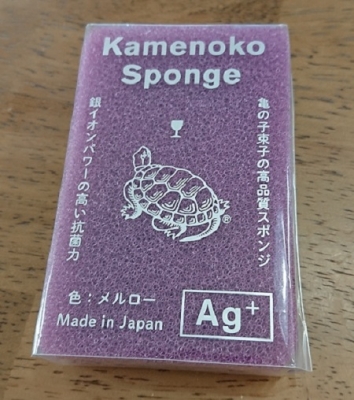 Kamenoko
Sponge
亀の子束子の高品質スポンジ
銀イオンパワーの高い抗菌力
®
色：メルロー
Made in Japan
Ag+